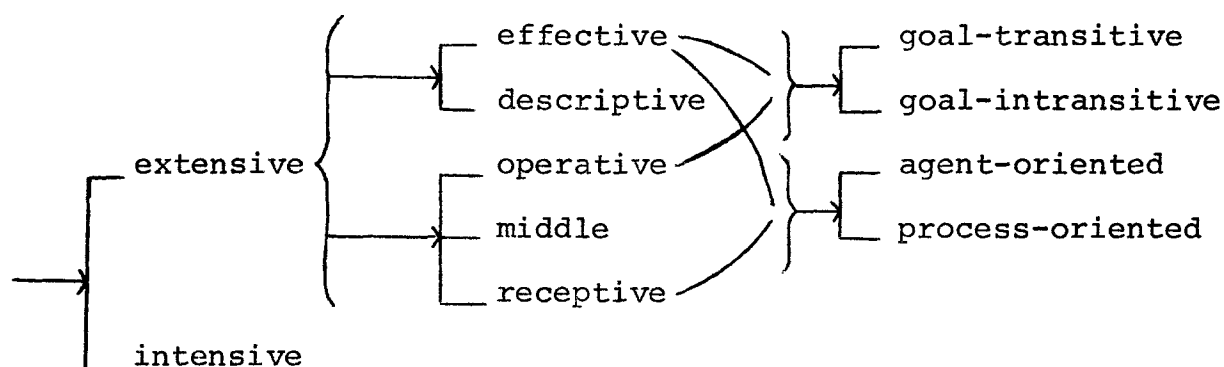 effective goal-transitive
descriptive goal-intransitive
extensive operative agent-oriented
middle process-oriented
receptive
intensive